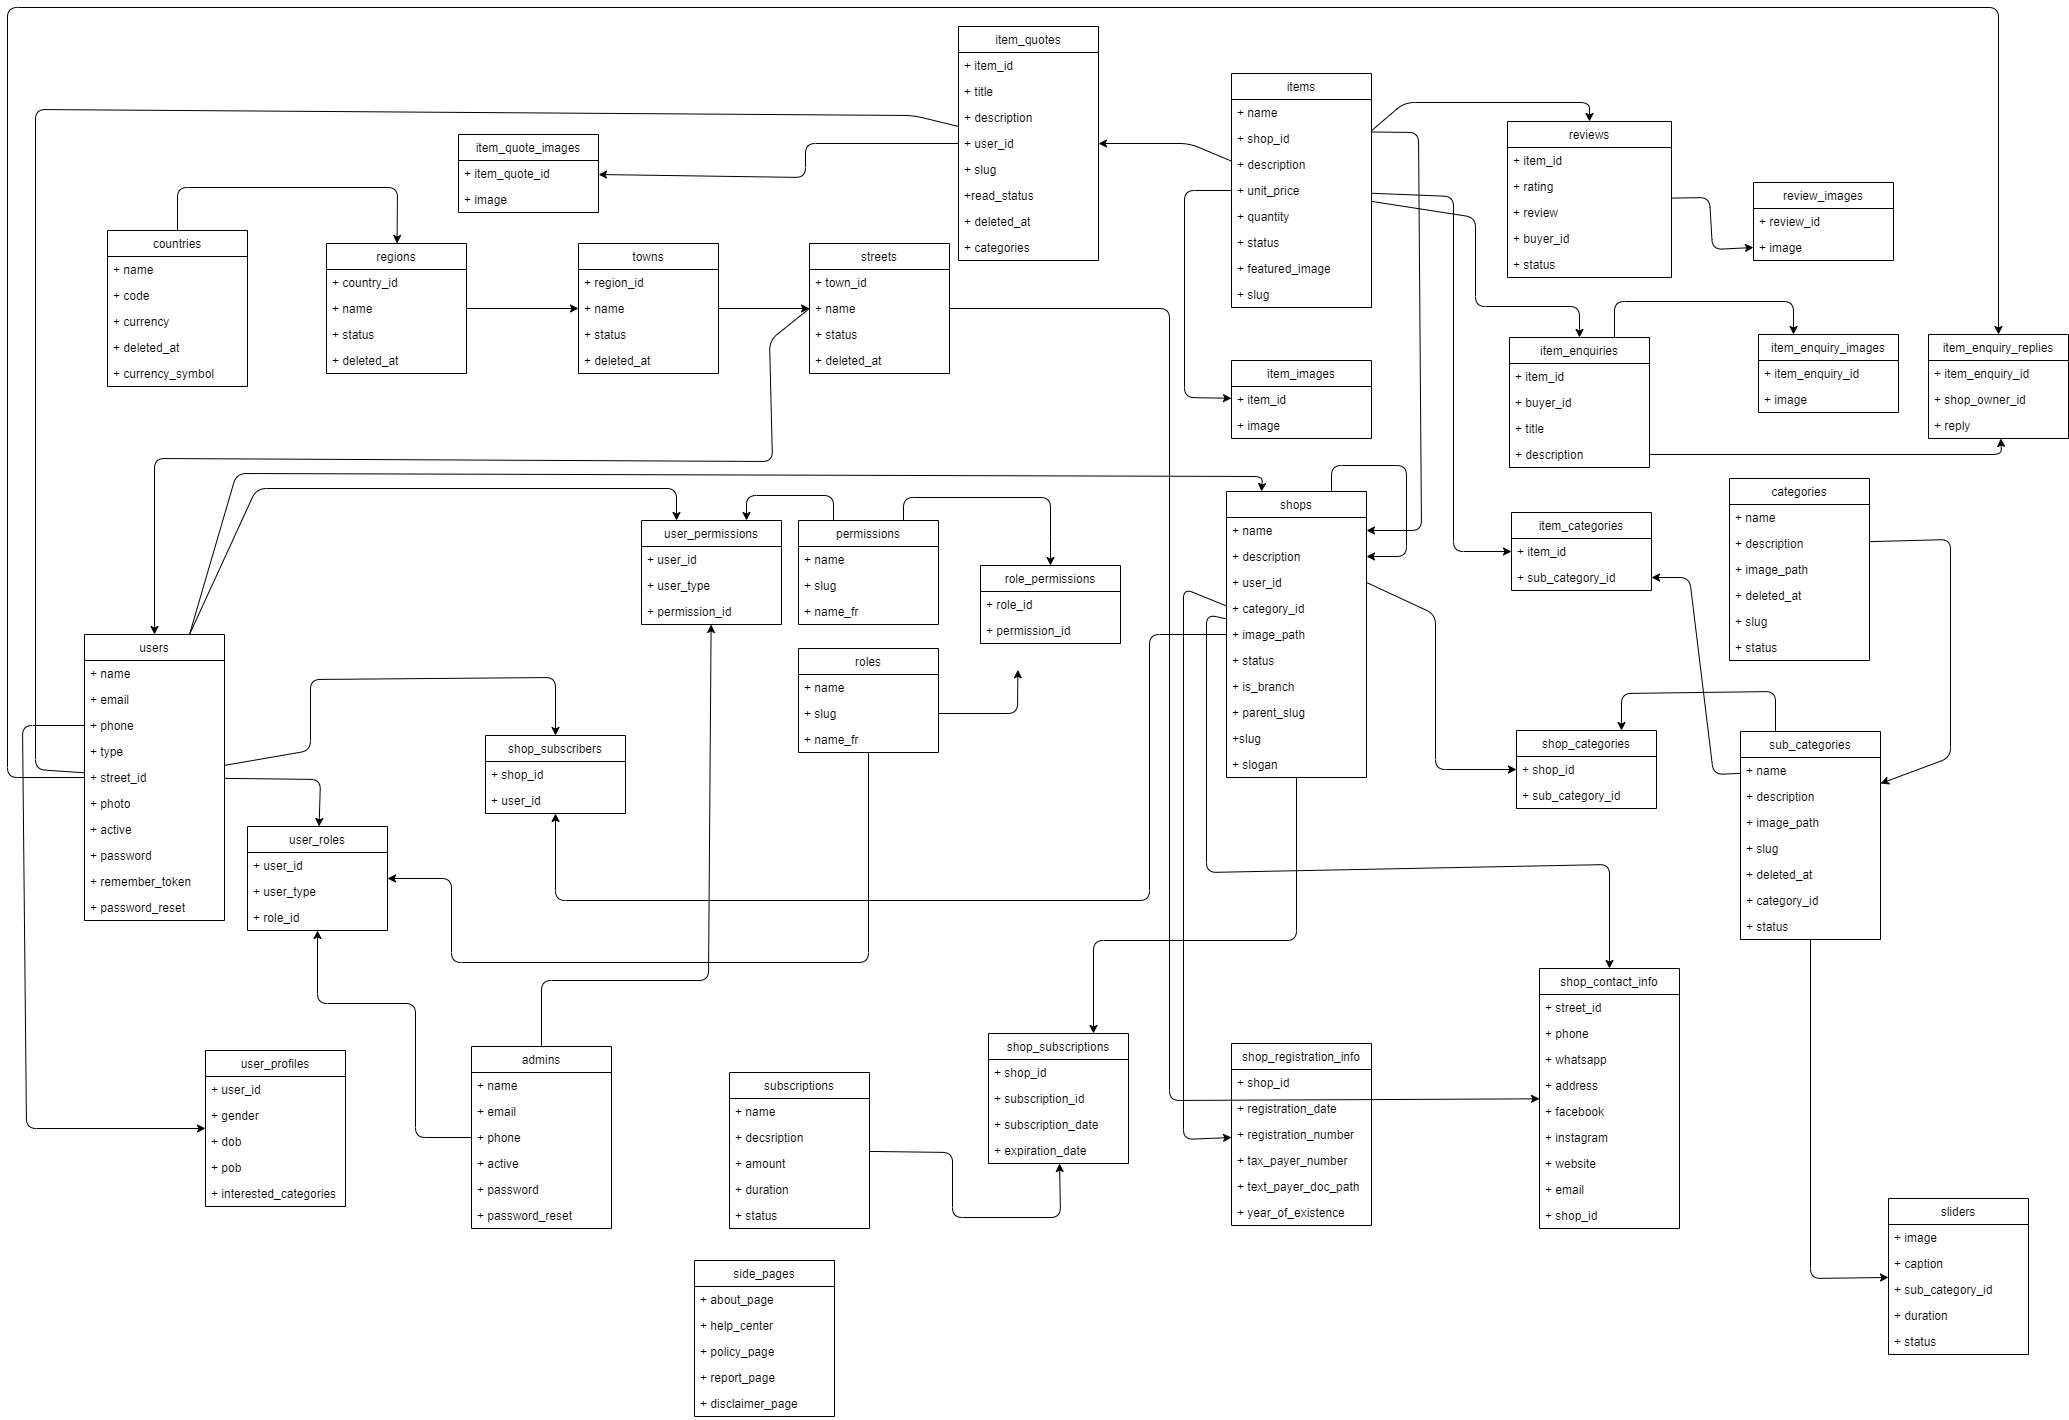 item_quotes
+ item_id
+ title
+ description
+ user_id
+ slug
+read_status
+ deleted_at
+ categories
items
+ name
+ shop_id
+ description
+ unit_price
+ quantity
+ status
+ featured_image
+ slug
reviews
+ item_id
+ rating
+ review
+ buyer_id
+ status
item_quote_images
+ item_quote_id
+ image
review_images
+ review_id
+ image
countries
+ name
+ code
+ currency
+ deleted_at
+ currency_symbol
regions
+ country_id
+ name
+ status
+ deleted_at
towns
+ region_id
+ name
+ status
+ deleted_at
streets
+ town_id
+ name
+ status
+ deleted_at
item_images
+ item_id
+ image
item_enquiries
+ item_id
+ buyer_id
+ title
+ description
item_enquiry_images
+ item_enquiry_id
+ image
item_enquiry_replies
+ item_enquiry_id
+ shop_owner_id
+ reply
user_permissions
+ user_id
+ user_type
+ permission_id
permissions
+ name
+ slug
+ name_fr
role_permissions
+ role_id
+ permission_id
shops
+ name
+ description
+ user_id
+ category_id
+ image_path
+ status
+ is_branch
+ parent_slug
+slug
+ slogan
item_categories
+ item_id
+ sub_category_id
categories
+ name
+ description
+ image_path
+ deleted_at
+ slug
+ status
users
+ name
+ email
+ phone
+ type
+ street_id
+ photo
+ active
+ password
+ remember_token
+ password_reset
roles
+ name
+ slug
+ name_fr
shop_subscribers
+ shop_id
+ user_id
shop_categories
+ shop_id
+ sub_category_id
sub_categories
+ name
+ description
+ image_path
+ slug
+ deleted_at
+ category_id
+ status
user_roles
+ user_id
+ user_type
+ role_id
user_profiles
+ user_id
+ gender
+ dob
+ pob
+ interested_categories
admins
+ name
+ email
+ phone
+ active
+ password
+ password_reset
subscriptions
+ name
+ decsription
+ amount
+ duration
+ status
shop_subscriptions
+ shop_id
+ subscription_id
+ subscription_date
+ expiration_date
shop_registration_info
+ shop_id
+ registration_date
+ registration_number
+ tax_payer_number
+ text_payer_doc_path
+ year_of_existence
shop_contact_info
+ street_id
+ phone
+ whatsapp
+ address
+ facebook
+ instagram
+ website
+ email
+ shop_id
sliders
+ image
+ caption
+ sub_category_id
+ duration
+ status
side_pages
+ about_page
+ help_center
+ policy_page
+ report_page
+ disclaimer_page